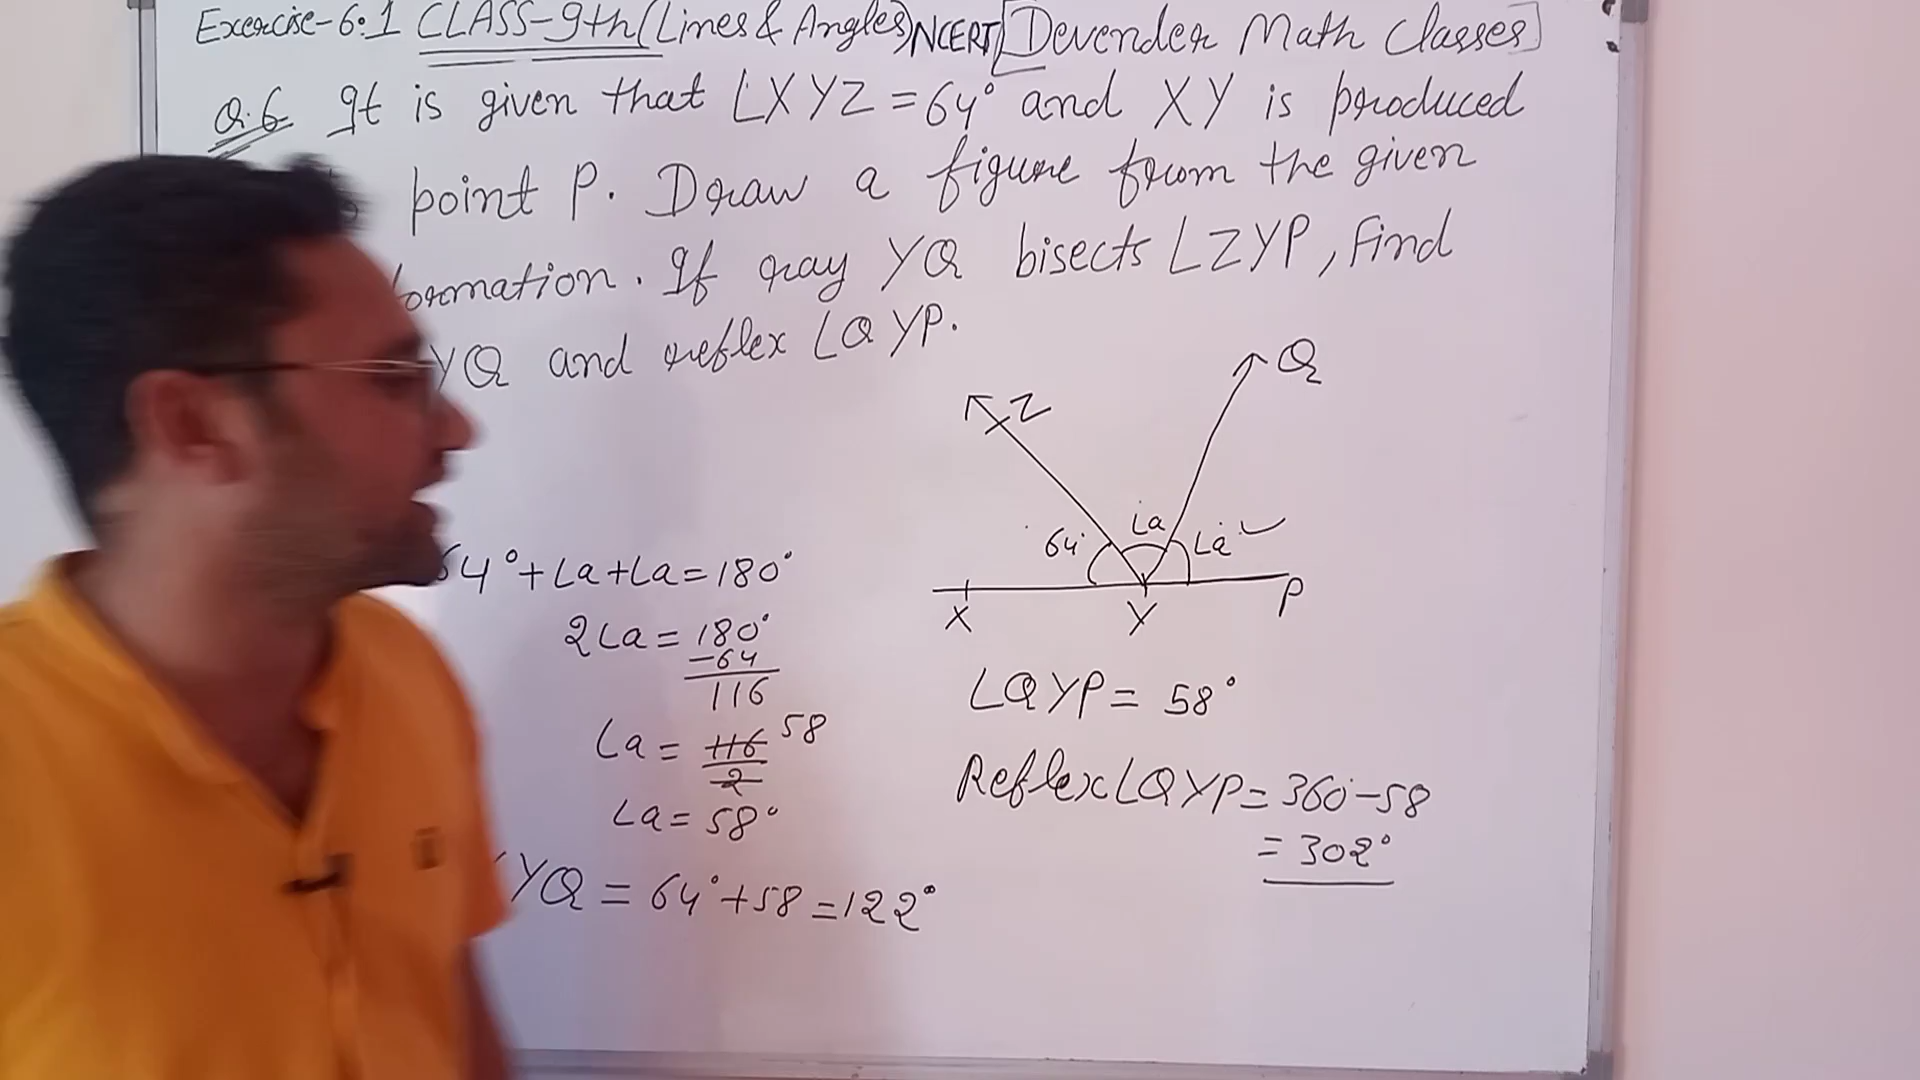 Exercise-6.1 CLASS-9th (Lines & Angles) NCERT [Devender Math Classes]
Q.6 It is given that ∠XYZ = 64° and XY is produced
point P. Draw a figure from the given
formation. If ray YQ bisects ∠ZYP, Find
YQ and reflex ∠QYP.
Z
Q
64°
∠a
∠a
X
Y
P
64° + ∠a + ∠a = 180°
2∠a = 180°
-64
116
∠a = 116 58
2
∠a = 58°
YQ = 64° + 58 = 122°
∠QYP = 58°
Reflex ∠QYP = 360° - 58
= 302°